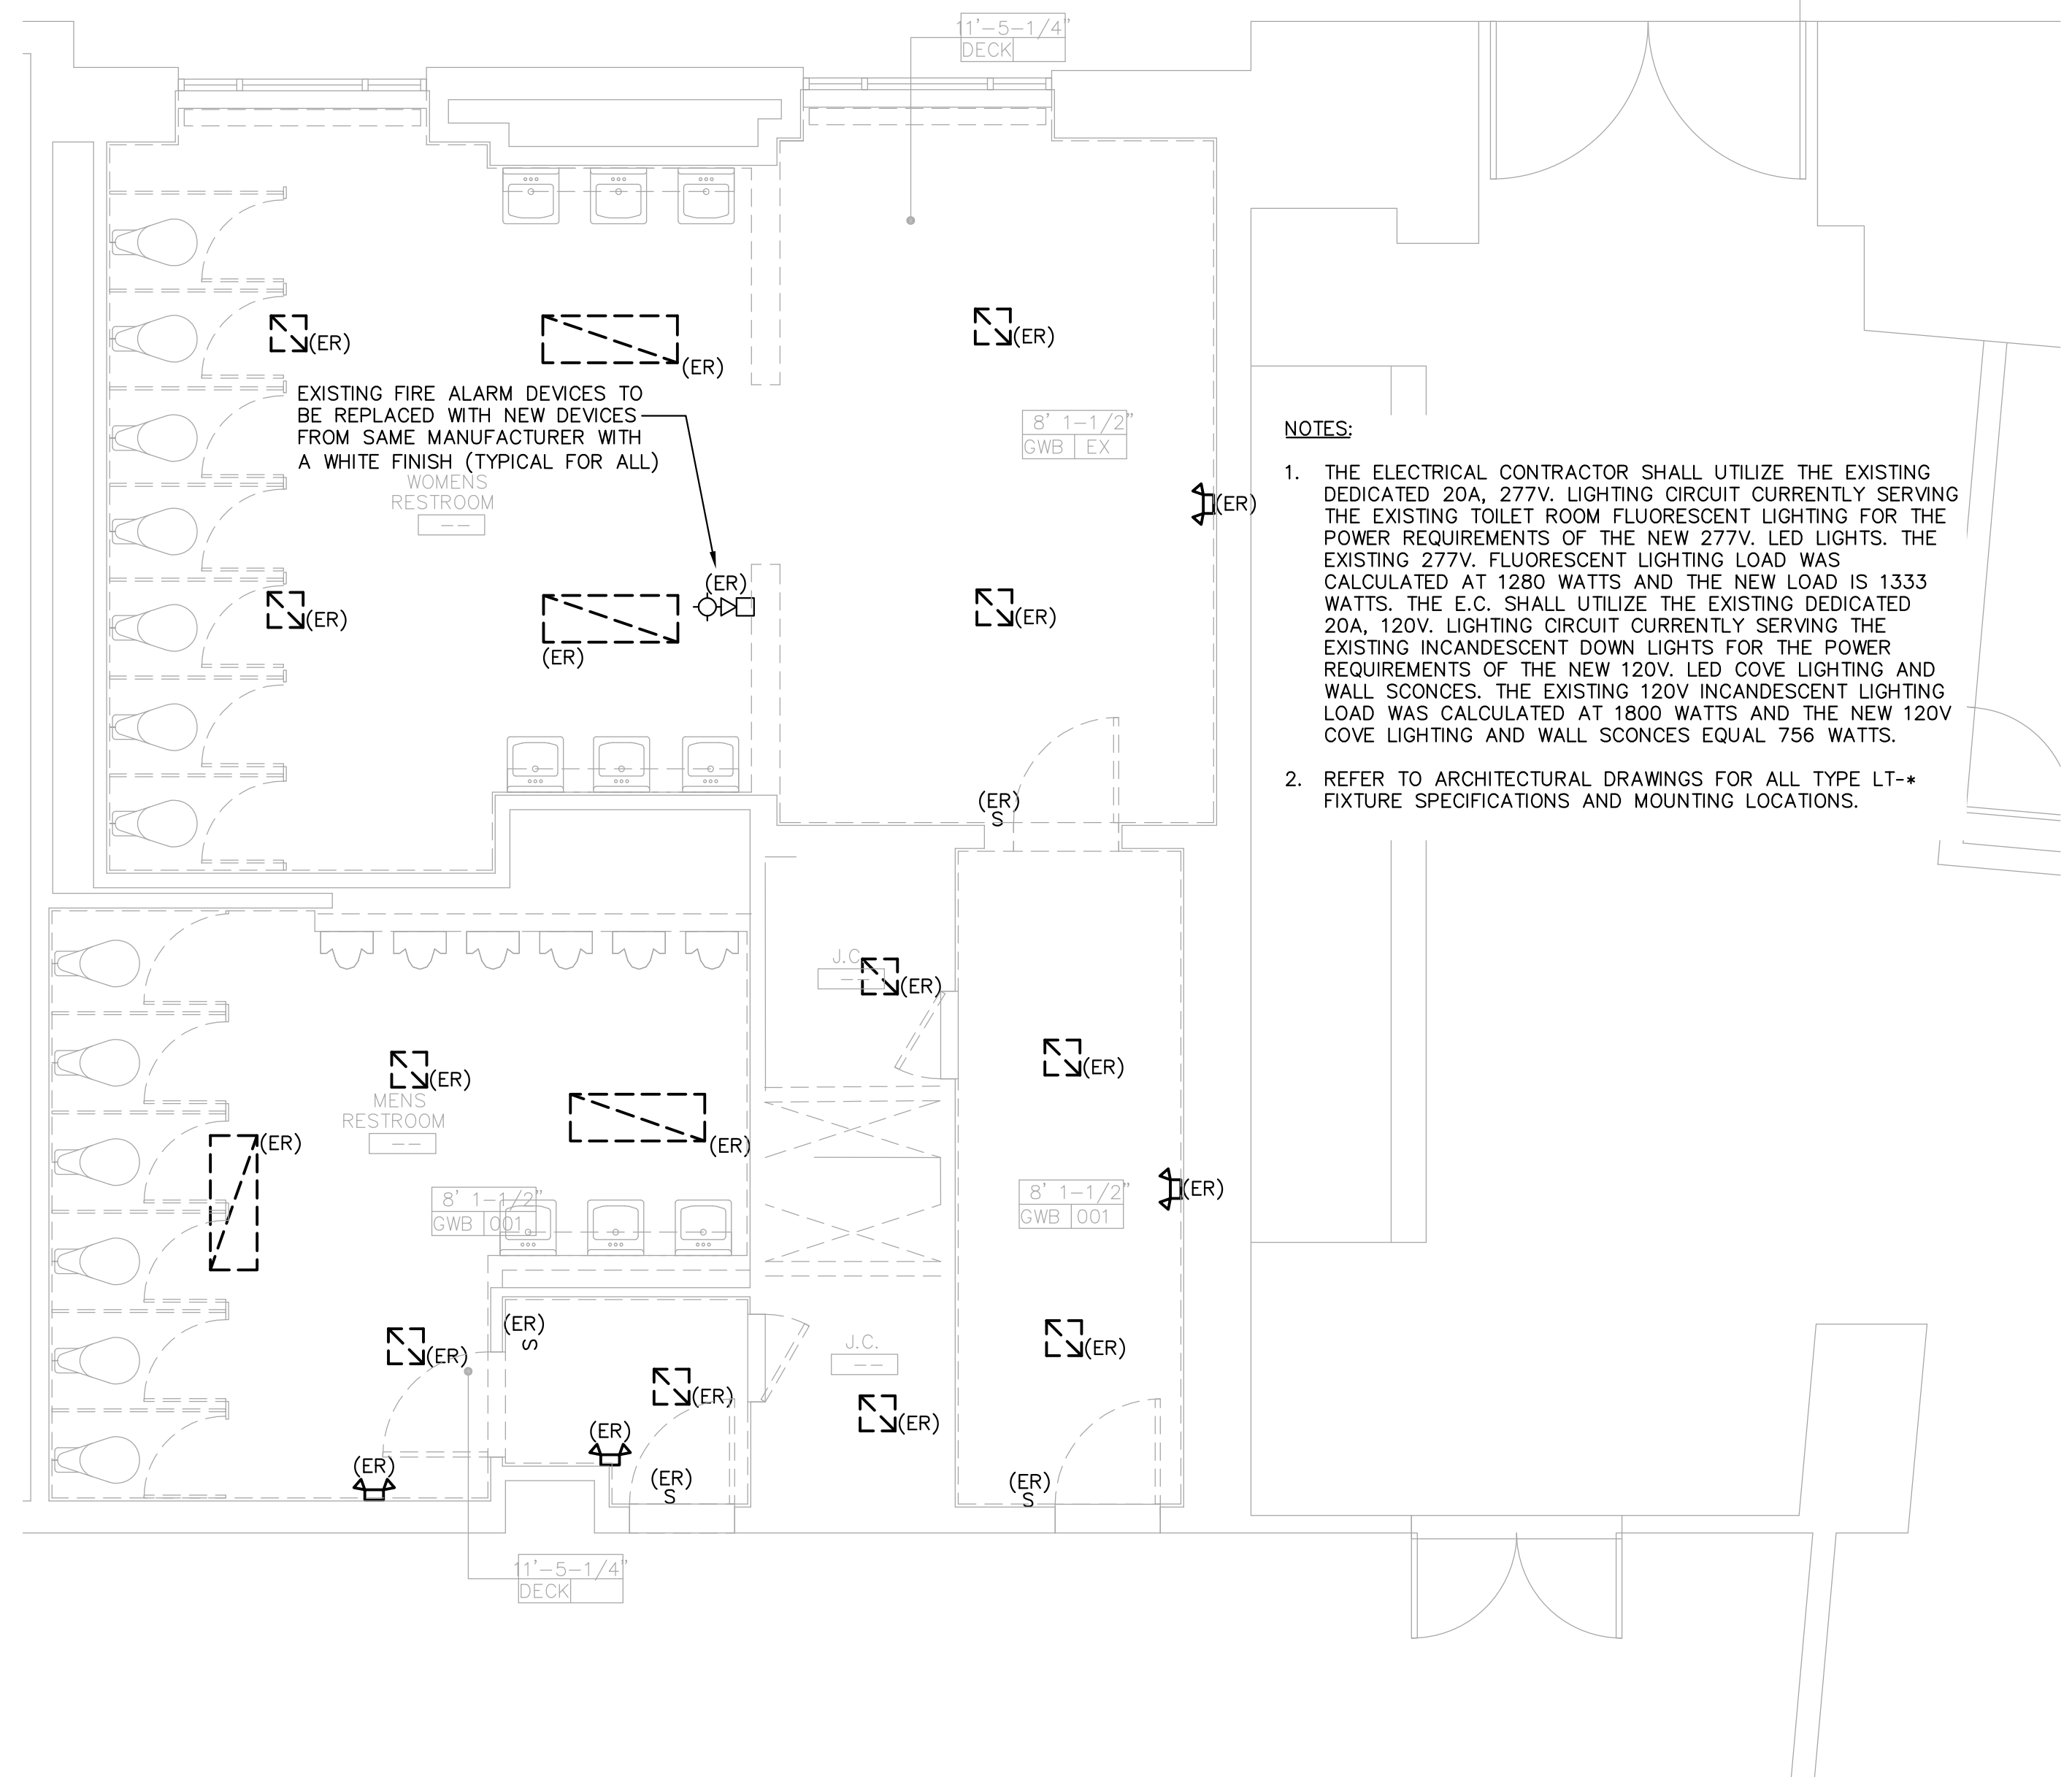 11'-5-1/4"
DECK
(ER)
(ER)
(ER)
(ER)
EXISTING FIRE ALARM DEVICES TO
BE REPLACED WITH NEW DEVICES
FROM SAME MANUFACTURER WITH
A WHITE FINISH (TYPICAL FOR ALL)
WOMENS
RESTROOM
-- 
8' 1-1/2"
GWB EX
(ER)
(ER)
(ER)
(ER)
(ER)
(ER)
(ER)
S
NOTES:
1. THE ELECTRICAL CONTRACTOR SHALL UTILIZE THE EXISTING
DEDICATED 20A, 277V. LIGHTING CIRCUIT CURRENTLY SERVING
THE EXISTING TOILET ROOM FLUORESCENT LIGHTING FOR THE
POWER REQUIREMENTS OF THE NEW 277V. LED LIGHTS. THE
EXISTING 277V. FLUORESCENT LIGHTING LOAD WAS
CALCULATED AT 1280 WATTS AND THE NEW LOAD IS 1333
WATTS. THE E.C. SHALL UTILIZE THE EXISTING DEDICATED
20A, 120V. LIGHTING CIRCUIT CURRENTLY SERVING THE
EXISTING INCANDESCENT DOWN LIGHTS FOR THE POWER
REQUIREMENTS OF THE NEW 120V. LED COVE LIGHTING AND
WALL SCONCES. THE EXISTING 120V INCANDESCENT LIGHTING
LOAD WAS CALCULATED AT 1800 WATTS AND THE NEW 120V
COVE LIGHTING AND WALL SCONCES EQUAL 756 WATTS.
2. REFER TO ARCHITECTURAL DRAWINGS FOR ALL TYPE LT-*
FIXTURE SPECIFICATIONS AND MOUNTING LOCATIONS.
J.C.
--
(ER)
(ER)
(ER)
MENS
RESTROOM
--
(ER)
(ER)
8' 1-1/2"
GWB 001
8' 1-1/2"
GWB 001
(ER)
(ER)
S
(ER)
J.C.
--
(ER)
(ER)
(ER)
(ER)
(ER)
(ER)
S
(ER)
S
11'-5-1/4"
DECK